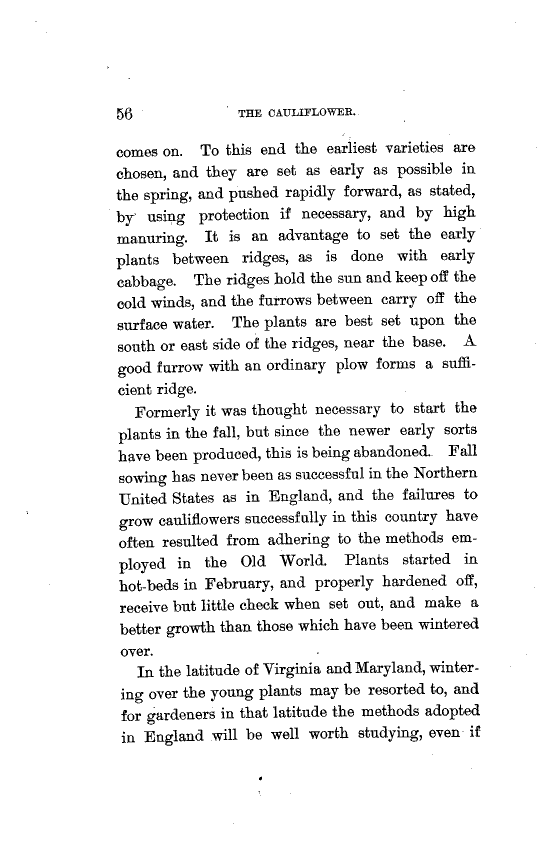 56 THE CAULIFLOWER.
comes on. To this end the earliest varieties are
chosen, and they are set as early as possible in
the spring, and pushed rapidly forward, as stated,
by using protection if necessary, and by high
manuring. It is an advantage to set the early
plants between ridges, as is done with early
cabbage. The ridges hold the sun and keep off the
cold winds, and the furrows between carry off the
surface water. The plants are best set upon the
south or east side of the ridges, near the base. A
good furrow with an ordinary plow forms a suffi-
cient ridge.
Formerly it was thought necessary to start the
plants in the fall, but since the newer early sorts
have been produced, this is being abandoned. Fall
sowing has never been as successful in the Northern
United States as in England, and the failures to
grow cauliflowers successfully in this country have
often resulted from adhering to the methods em-
ployed in the Old World. Plants started in
hot-beds in February, and properly hardened off,
receive but little check when set out, and make a
better growth than those which have been wintered
over.
In the latitude of Virginia and Maryland, winter-
ing over the young plants may be resorted to, and
for gardeners in that latitude the methods adopted
in England will be well worth studying, even if